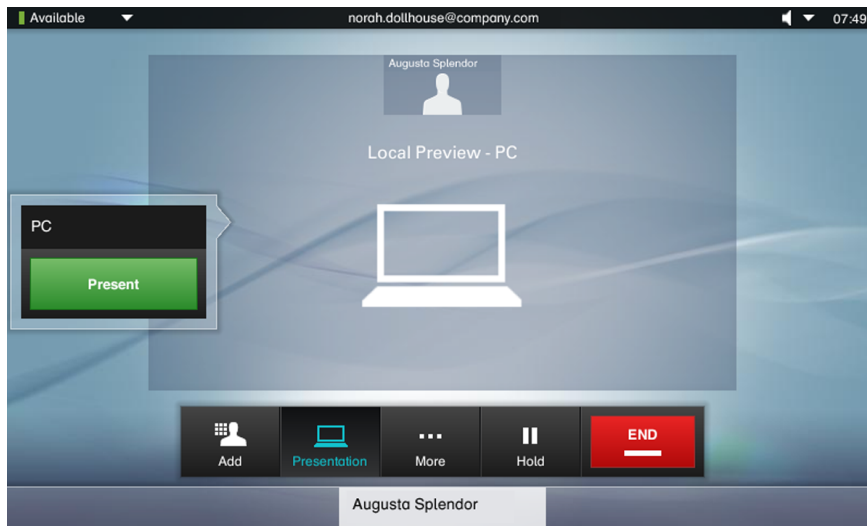 Available
norah.dollhouse@company.com
07:49
Augusta Splendor
Local Preview - PC
PC
Present
Add
Presentation
More
Hold
END
Augusta Splendor